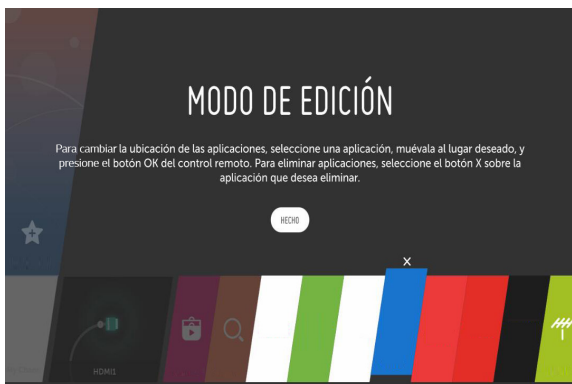 MODO DE EDICIÓN
Para cambiar la ubicación de las aplicaciones, seleccione una aplicación, muévala al lugar deseado, y
presione el botón OK del control remoto. Para eliminar aplicaciones, seleccione el botón X sobre la
aplicación que desea eliminar.
HECHO
X
HDMI1